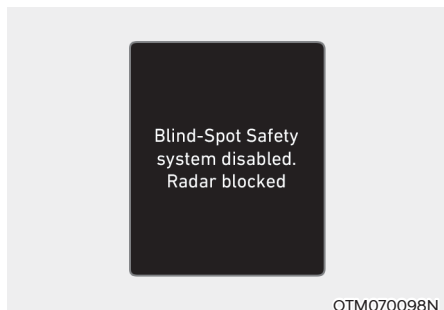 Blind-Spot Safety
system disabled.
Radar blocked
OTM070098N